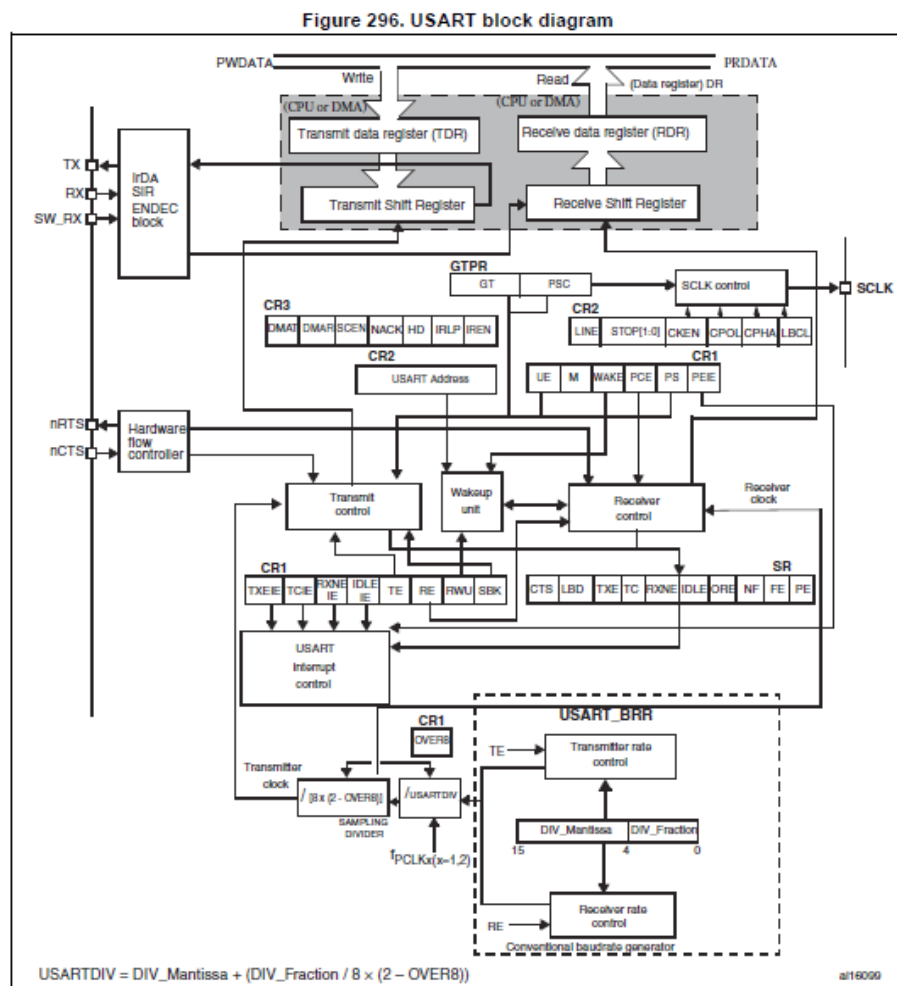 Figure 296. USART block diagram
PWDATA
PRDATA
Write
Read
(Data register) DR
(CPU or DMA)
(CPU or DMA)
Transmit data register (TDR)
Receive data register (RDR)
TX
RX
SW_RX
IrDA
SIR
ENDEC
block
Transmit Shift Register
Receive Shift Register
GTPR
GT
PSC
SCLK control
SCLK
CR3
DMAT DMAR SCEN NACK HD IRLP IREN
CR2
LINE STOP[1:0] CKEN CPOL CPHA LBCL
CR2
USART Address
CR1
UE M WAKE PCE PS PEIE
nRTS
nCTS
Hardware
flow
controller
Transmit
control
Wakeup
unit
Receiver
control
Receiver
clock
CR1
TXEIE TCIE RXNE IE IDLE IE TE RE RWU SBK
SR
CTS LBD TXE TC RXNE IDLE ORE NF FE PE
USART
Interrupt
control
USART_BRR
CR1
OVER8
TE
Transmitter rate
control
Transmitter
clock
/ [8 x (2 - OVER8)]
/USARTDIV
SAMPLING
DIVIDER
fPCLKx(x=1,2)
DIV_Mantissa DIV_Fraction
15 4 0
RE
Receiver rate
control
Conventional baudrate generator
USARTDIV = DIV_Mantissa + (DIV_Fraction / 8 × (2 – OVER8))
ai16099